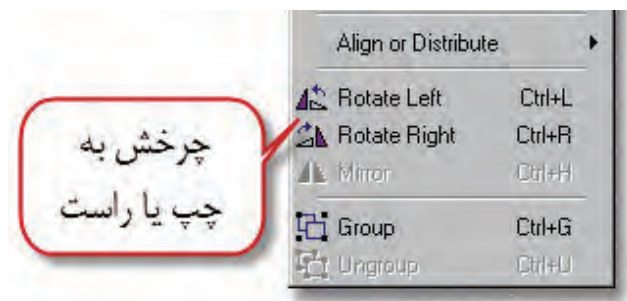 Align or Distribute
Rotate Left Ctrl+L
Rotate Right Ctrl+R
Mirror Ctrl+H
Group Ctrl+G
Ungroup Ctrl+U
چرخش به
چپ یا راست